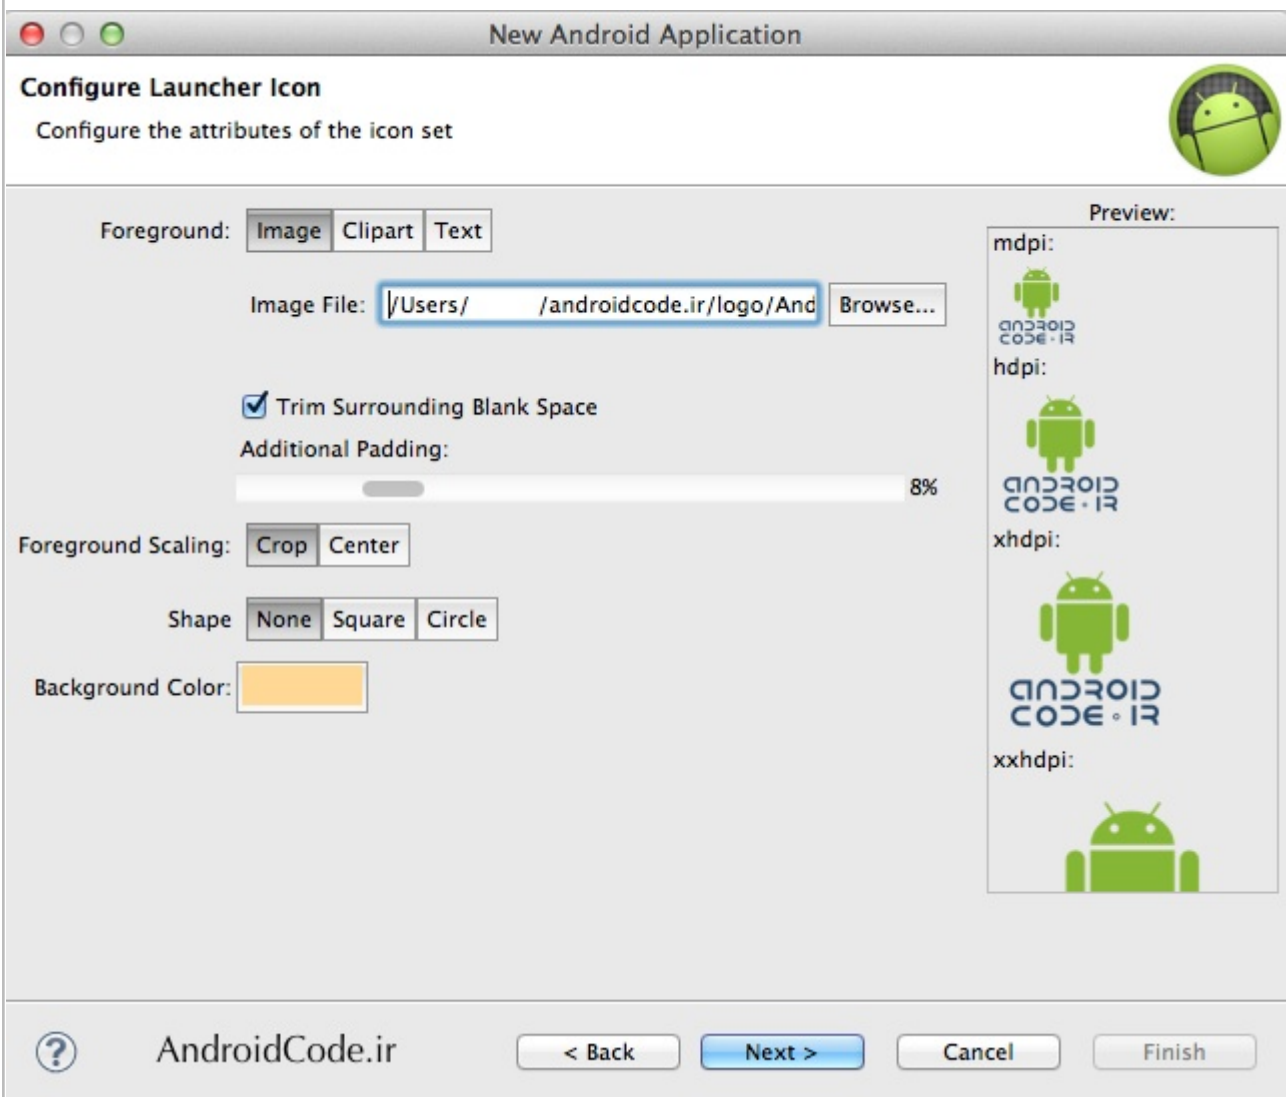 New Android Application
Configure Launcher Icon
Configure the attributes of the icon set
Foreground: Image Clipart Text
Image File: /Users/ /androidcode.ir/logo/And Browse...
Trim Surrounding Blank Space
Additional Padding:
8%
Foreground Scaling: Crop Center
Shape None Square Circle
Background Color:
Preview:
mdpi:
ANDROID
CODE.IR
hdpi:
ANDROID
CODE.IR
xhdpi:
ANDROID
CODE.IR
xxhdpi:
? AndroidCode.ir < Back Next > Cancel Finish